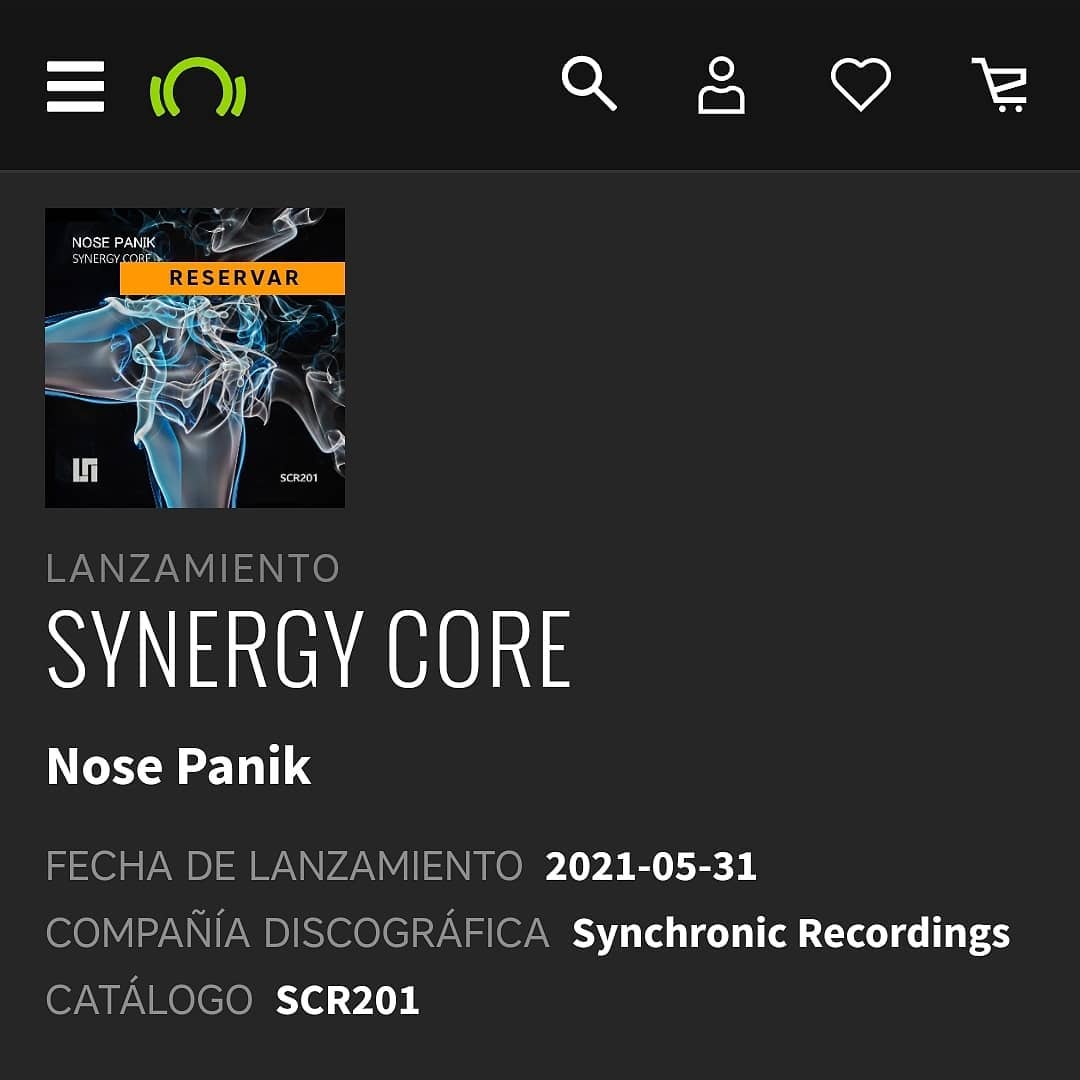 NOSE PANIK
SYNERGY CORE
RESERVAR
SCR201
LANZAMIENTO
SYNERGY CORE
Nose Panik
FECHA DE LANZAMIENTO 2021-05-31
COMPAÑÍA DISCOGRÁFICA Synchronic Recordings
CATÁLOGO SCR201